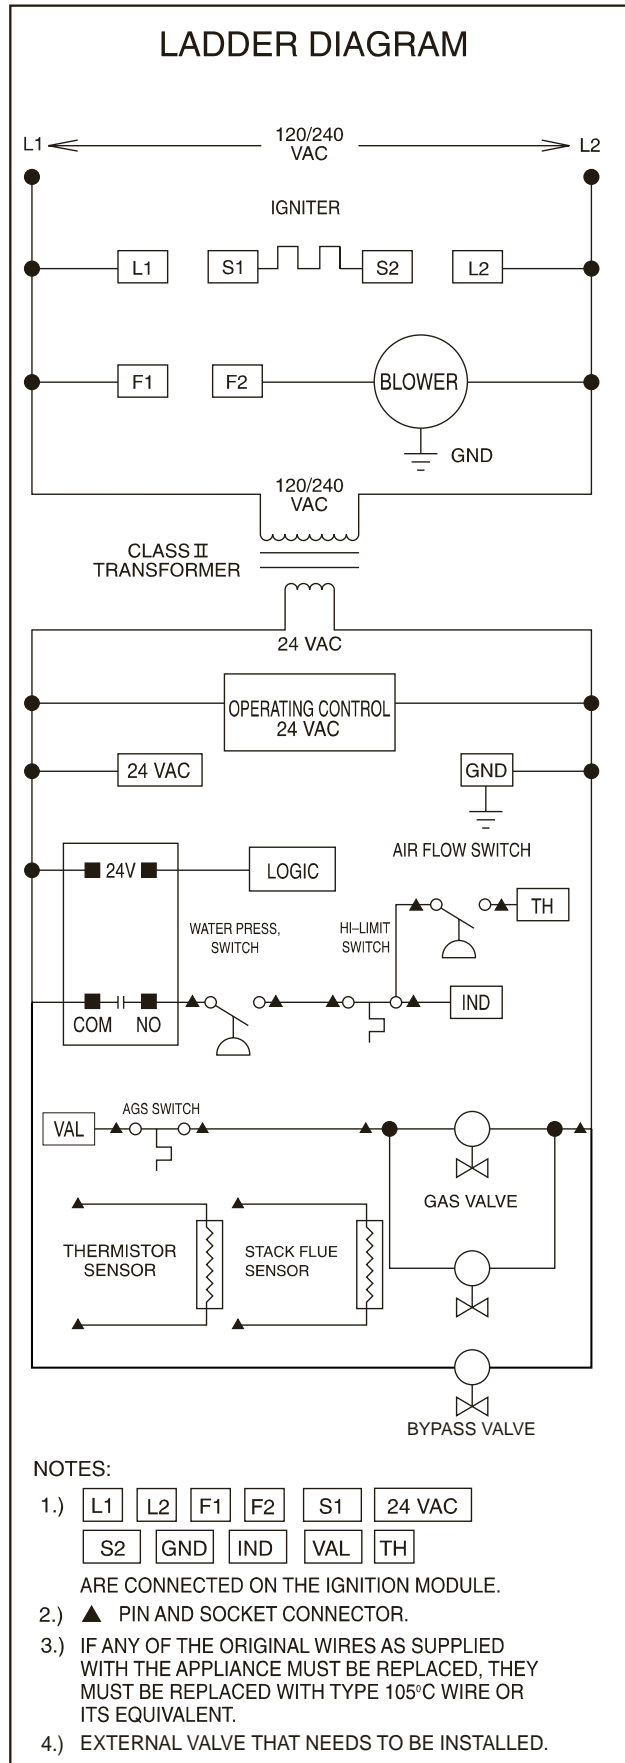 LADDER DIAGRAM
L1
120/240
VAC
L2
IGNITER
L1
S1
S2
L2
F1
F2
BLOWER
GND
120/240
VAC
CLASS II
TRANSFORMER
24 VAC
OPERATING CONTROL
24 VAC
24 VAC
GND
AIR FLOW SWITCH
24V
LOGIC
TH
WATER PRESS,
SWITCH
HI–LIMIT
SWITCH
COM
NO
IND
AGS SWITCH
VAL
GAS VALVE
THERMISTOR
SENSOR
STACK FLUE
SENSOR
BYPASS VALVE
NOTES:
1.) L1 L2 F1 F2 S1 24 VAC
S2 GND IND VAL TH
ARE CONNECTED ON THE IGNITION MODULE.
2.) ▲ PIN AND SOCKET CONNECTOR.
3.) IF ANY OF THE ORIGINAL WIRES AS SUPPLIED
WITH THE APPLIANCE MUST BE REPLACED, THEY
MUST BE REPLACED WITH TYPE 105°C WIRE OR
ITS EQUIVALENT.
4.) EXTERNAL VALVE THAT NEEDS TO BE INSTALLED.